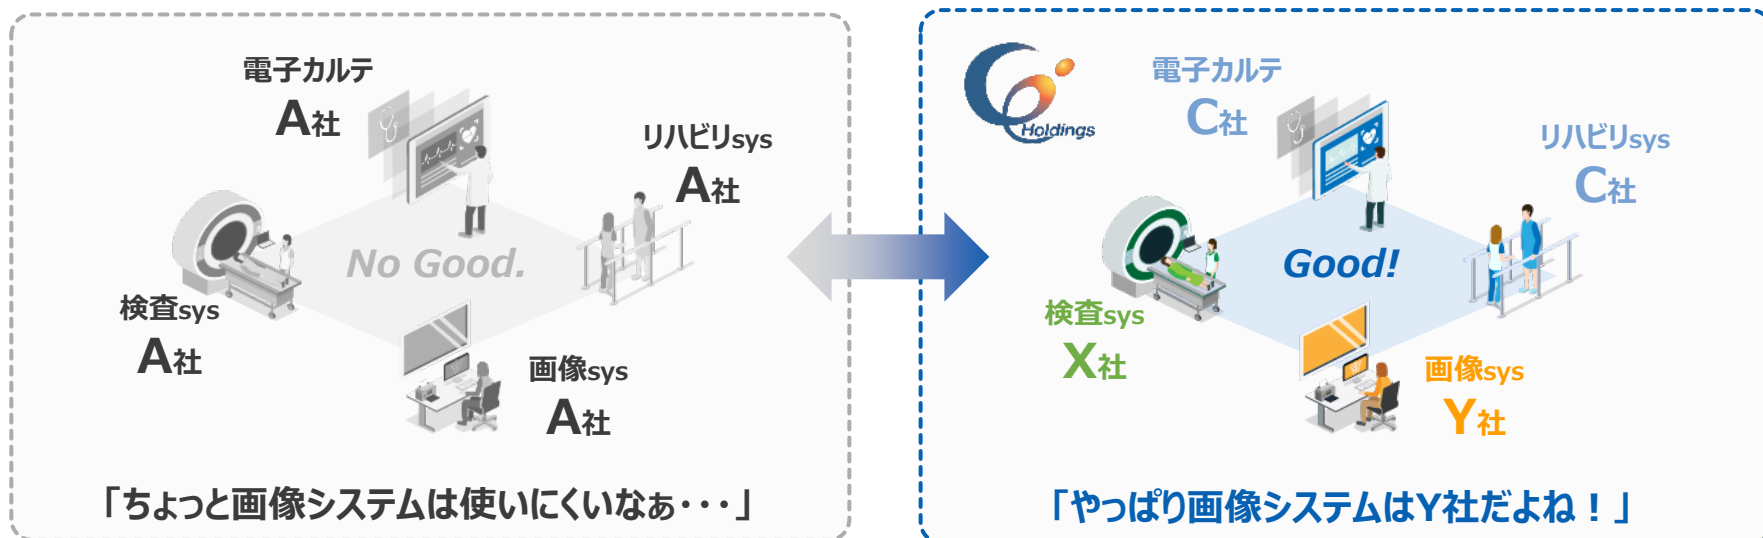 電子カルテ
A社
リハビリsys
A社
No Good.
検査sys
A社
画像sys
A社
「ちょっと画像システムは使いにくいなぁ・・・」
Holdings
電子カルテ
C社
リハビリsys
C社
Good!
検査sys
X社
画像sys
Y社
「やっぱり画像システムはY社だよね！」